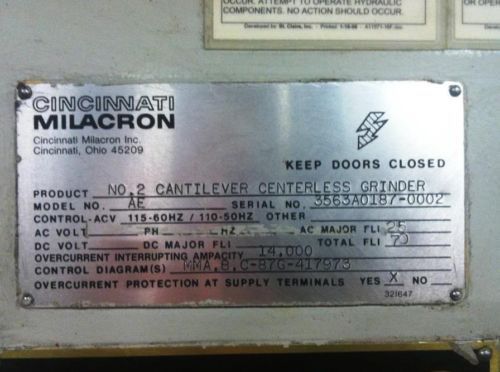 OCCUR. ATTEMPT TO OPERATE HYDRAULIC
COMPONENTS. NO ACTION SHOULD OCCUR.
OR OPER
CINCINNATI
MILACRON
Cincinnati Milacron Inc.
Cincinnati, Ohio 45209
KEEP DOORS CLOSED
PRODUCT NO.2 CANTILEVER CENTERLESS GRINDER
MODEL NO. AE SERIAL NO. 3563A0187-0002
CONTROL-ACV 115-60HZ / 110-50HZ OTHER
AC VOLT PH HZ AC MAJOR FLI 25
DC VOLT DC MAJOR FLI TOTAL FLI 70
OVERCURRENT INTERRUPTING AMPACITY 14,000
CONTROL DIAGRAM(S) MMA,B,C-87G-417973
OVERCURRENT PROTECTION AT SUPPLY TERMINALS YES X NO
321647